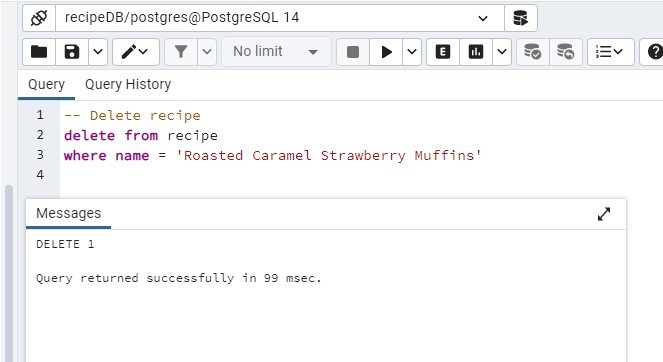 recipeDB/postgres@PostgreSQL 14
No limit
E
Query Query History
1 -- Delete recipe
2 delete from recipe
3 where name = 'Roasted Caramel Strawberry Muffins'
4
Messages
DELETE 1
Query returned successfully in 99 msec.